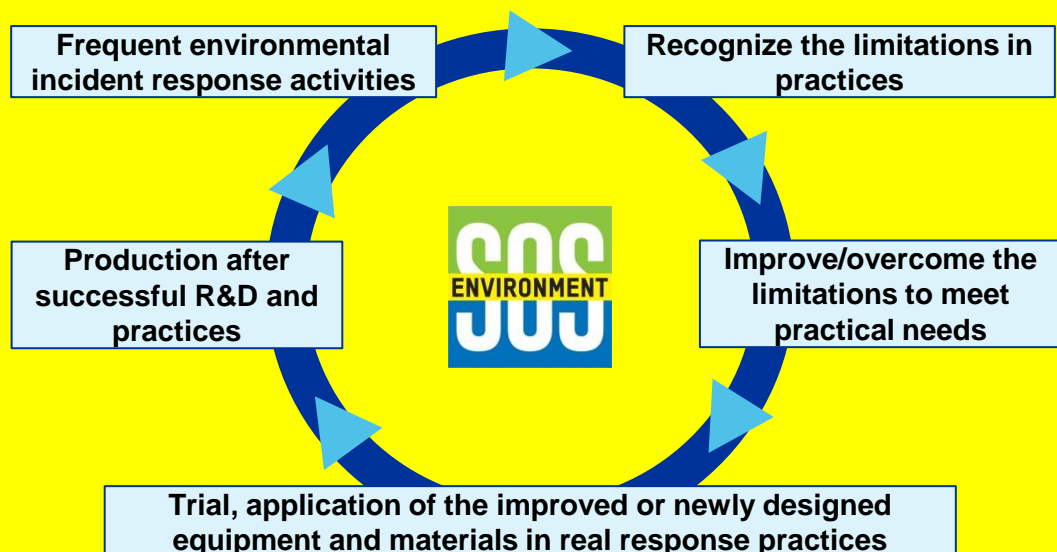 Frequent environmental
incident response activities
Recognize the limitations in
practices
Improve/overcome the
limitations to meet
practical needs
Trial, application of the improved or newly designed
equipment and materials in real response practices
Production after
successful R&D and
practices
SOS
ENVIRONMENT
SOS